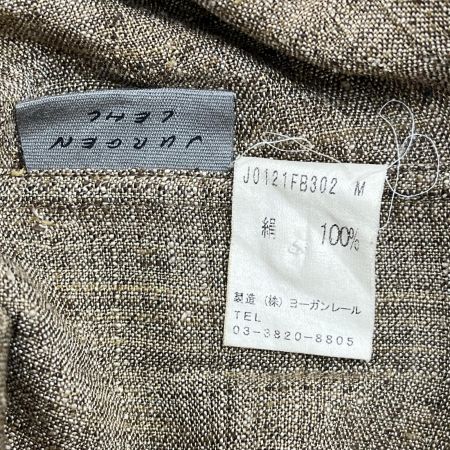 JURGEN
LEHL
J0121FB302 M
絹 100%
製造 (株) ヨーガンレール
TEL
03-3820-8805